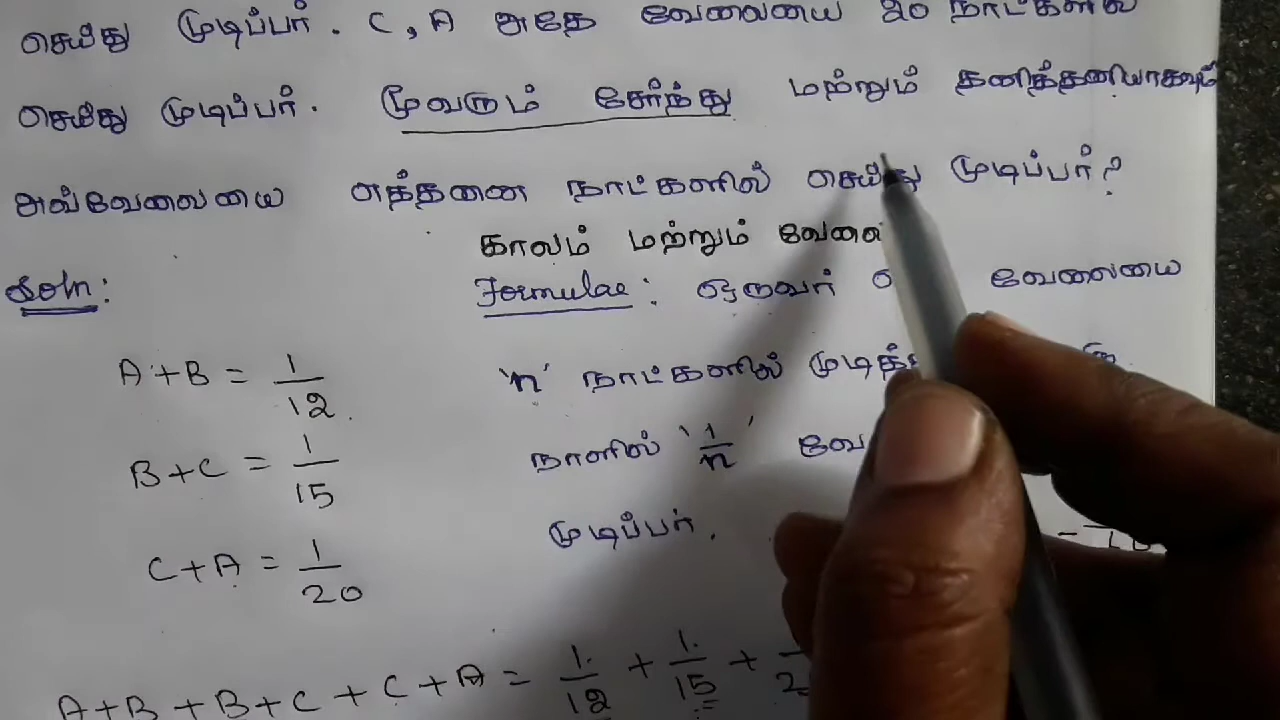 செய்து முடிப்பர். C, A அதே வேலையை 20 நாட்களில்
செய்து முடிப்பர். மூவரும் சேர்ந்து மற்றும் தனித்தனியாகவும்
அவ்வேலையை எத்தனை நாட்களில் செய்து முடிப்பர்?
காலம் மற்றும்
Soln:
Formulae: ஒருவர் வேலையை
'n' நாட்களில்
நாளில் '1/n'
முடிப்பர்.
A+B = 1/12
B+C = 1/15
C+A = 1/20
A+B+B+C+C+A = 1/12 + 1/15 +